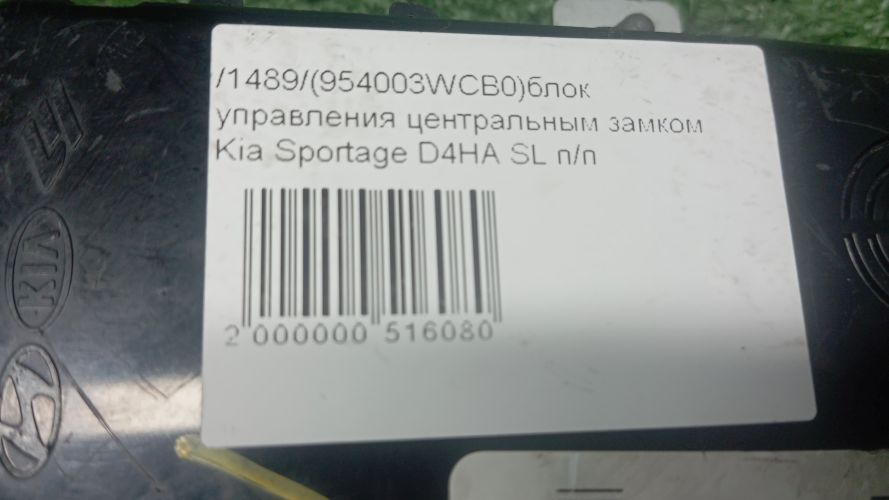 /1489/(954003WCB0)блок
управления центральным замком
Kia Sportage D4HA SL п/п
2 000000 516080
KIA